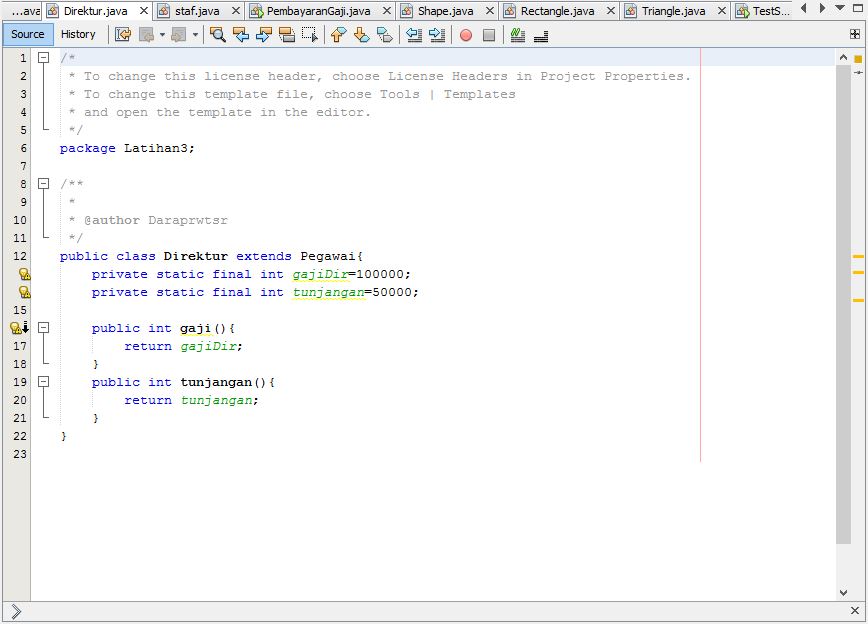 ...ava Direktur.java staf.java PembayaranGaji.java Shape.java Rectangle.java Triangle.java TestS...
Source History
1 /*
2 * To change this license header, choose License Headers in Project Properties.
3 * To change this template file, choose Tools | Templates
4 * and open the template in the editor.
5 */
6 package Latihan3;
7
8 /**
9 *
10 * @author Daraprwtsr
11 */
12 public class Direktur extends Pegawai{
private static final int gajiDir=100000;
private static final int tunjangan=50000;
15
public int gaji(){
17 return gajiDir;
18 }
19 public int tunjangan(){
20 return tunjangan;
21 }
22 }
23